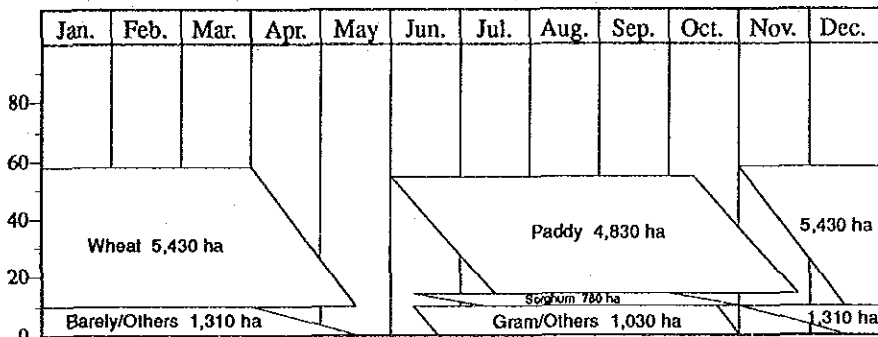 Jan. Feb. Mar. Apr. May Jun. Jul. Aug. Sep. Oct. Nov. Dec.
80
60
40
20
0
Wheat 5,430 ha
Paddy 4,830 ha
5,430 ha
Sorghum 780 ha
Barely/Others 1,310 ha
Gram/Others 1,030 ha
1,310 ha